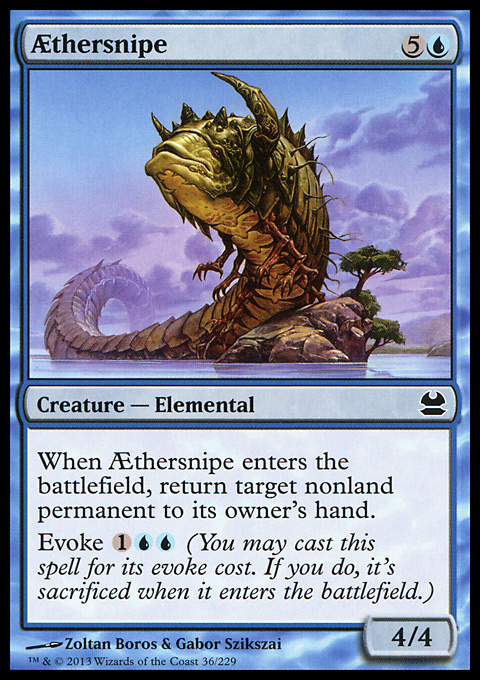 Æthersnipe 5
Creature — Elemental
When Æthersnipe enters the
battlefield, return target nonland
permanent to its owner's hand.
Evoke 1 (You may cast this
spell for its evoke cost. If you do, it's
sacrificed when it enters the battlefield.)
Zoltan Boros & Gabor Szikszai
4/4
™ & © 2013 Wizards of the Coast 36/229